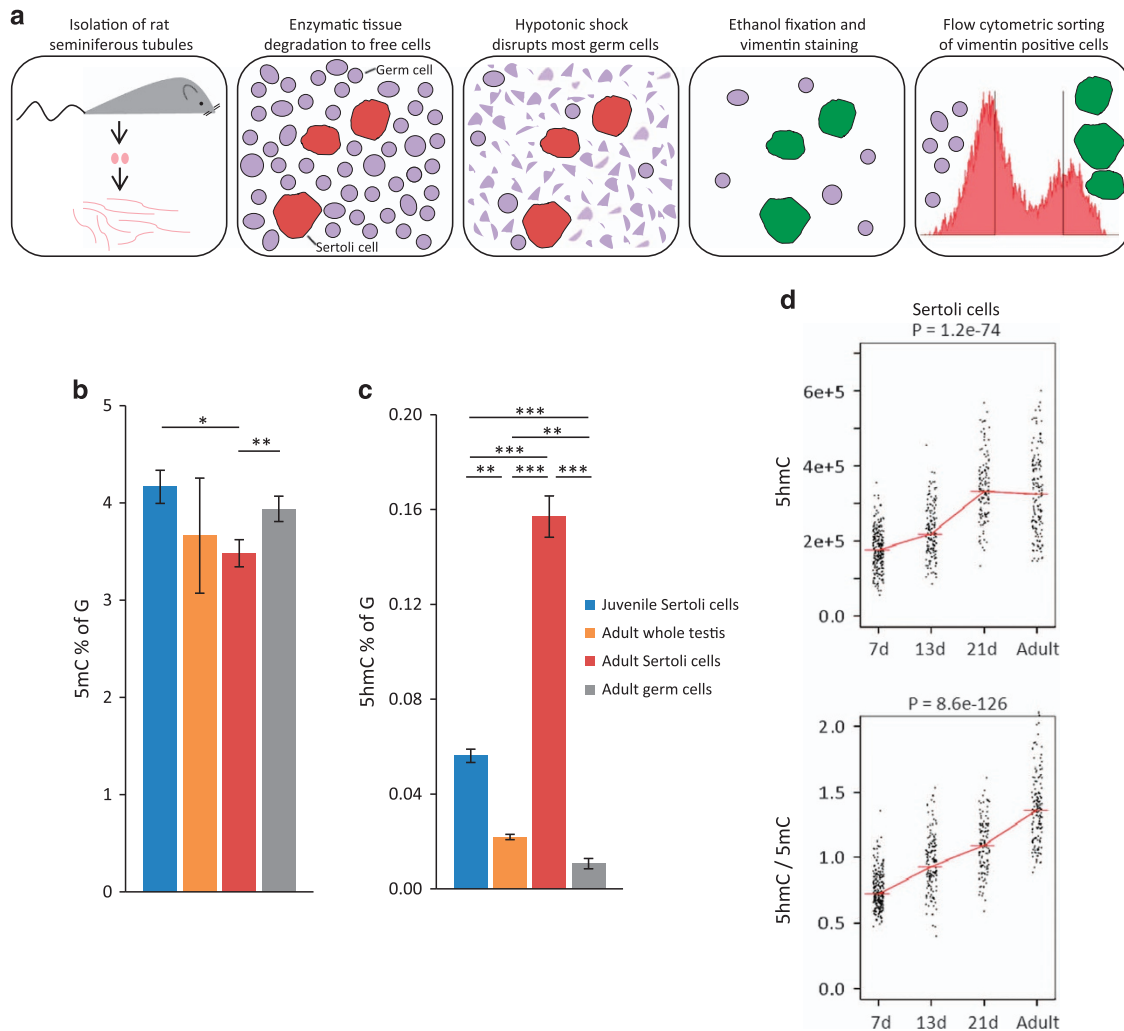 a
Isolation of rat
seminiferous tubules
Enzymatic tissue
degradation to free cells
Hypotonic shock
disrupts most germ cells
Ethanol fixation and
vimentin staining
Flow cytometric sorting
of vimentin positive cells
Germ cell
Sertoli cell
b
5mC % of G
5
4
3
2
1
0
*
**
c
5hmC % of G
0.20
0.16
0.12
0.08
0.04
0.00
***
**
***
** *** ***
Juvenile Sertoli cells
Adult whole testis
Adult Sertoli cells
Adult germ cells
d
Sertoli cells
P = 1.2e-74
5hmC
6e+5
4e+5
2e+5
0.0
7d 13d 21d Adult
P = 8.6e-126
5hmC / 5mC
2.0
1.5
1.0
0.5
0.0
7d 13d 21d Adult